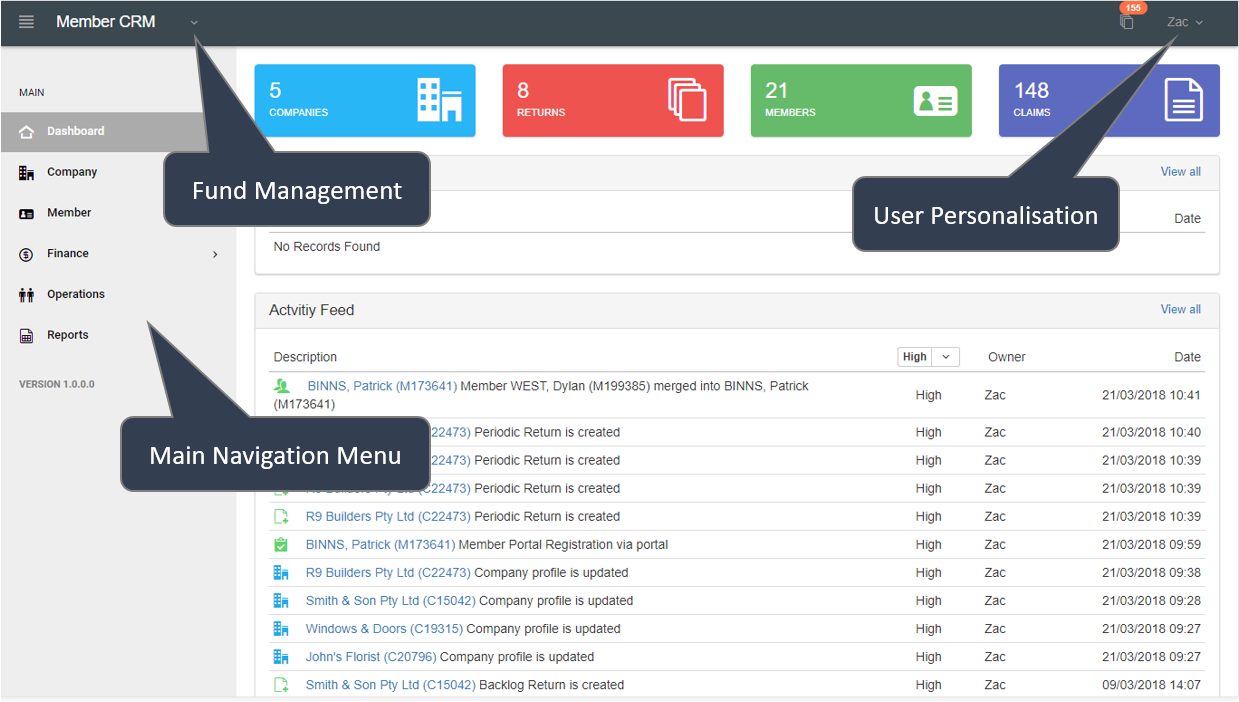 Member CRM
155
Zac
MAIN
Dashboard
Company
Member
Finance
Operations
Reports
VERSION 1.0.0.0
5
COMPANIES
8
RETURNS
21
MEMBERS
148
CLAIMS
Fund Management
User Personalisation
Main Navigation Menu
View all
Date
No Records Found
Actvitiy Feed
View all
Description High Owner Date
BINNS, Patrick (M173641) Member WEST, Dylan (M199385) merged into BINNS, Patrick
(M173641) High Zac 21/03/2018 10:41
22473) Periodic Return is created High Zac 21/03/2018 10:40
22473) Periodic Return is created High Zac 21/03/2018 10:39
R9 Builders Pty Ltd (C22473) Periodic Return is created High Zac 21/03/2018 10:39
R9 Builders Pty Ltd (C22473) Periodic Return is created High Zac 21/03/2018 10:39
BINNS, Patrick (M173641) Member Portal Registration via portal High Zac 21/03/2018 09:59
R9 Builders Pty Ltd (C22473) Company profile is updated High Zac 21/03/2018 09:38
Smith & Son Pty Ltd (C15042) Company profile is updated High Zac 21/03/2018 09:28
Windows & Doors (C19315) Company profile is updated High Zac 21/03/2018 09:27
John's Florist (C20796) Company profile is updated High Zac 21/03/2018 09:27
Smith & Son Pty Ltd (C15042) Backlog Return is created High Zac 09/03/2018 14:07